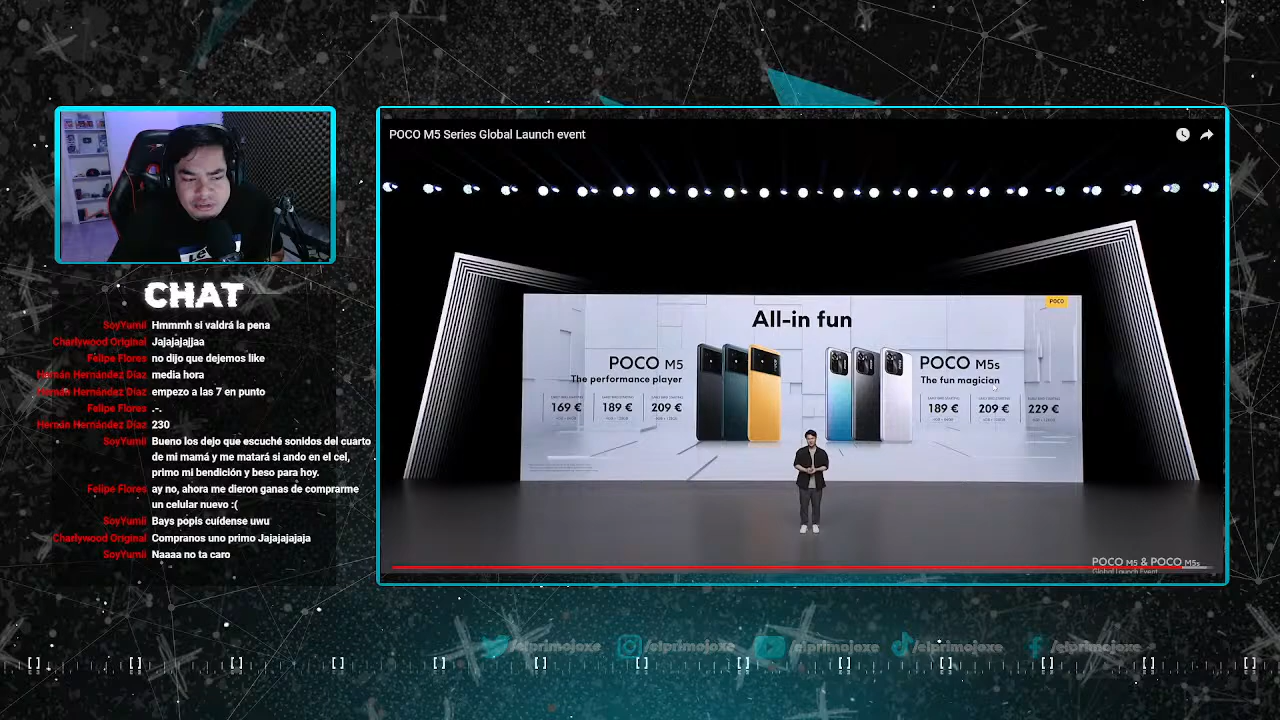 POCO M5 Series Global Launch event
POCO
All-in fun
POCO M5
The performance player
169 € 189 € 209 €
POCO M5s
The fun magician
189 € 209 € 229 €
POCO M5 & POCO M5s
Global Launch Event
CHAT
SoyYumii Hmmmh si valdrá la pena
Charlywood Original Jajajajajjaa
Felipe Flores no dijo que dejemos like
Hernán Hernández Díaz media hora
Hernán Hernández Díaz empezo a las 7 en punto
Felipe Flores .-.
Hernán Hernández Díaz 230
SoyYumii Bueno los dejo que escuché sonidos del cuarto
de mi mamá y me matará si ando en el cel,
primo mi bendición y beso para hoy.
Felipe Flores ay no, ahora me dieron ganas de comprarme
un celular nuevo :(
SoyYumii Bays popis cuídense uwu
Charlywood Original Compranos uno primo Jajajajajaja
SoyYumii Naaaa no ta caro
/elprimojoxe /elprimojoxe /elprimojoxe /elprimojoxe /elprimojoxe